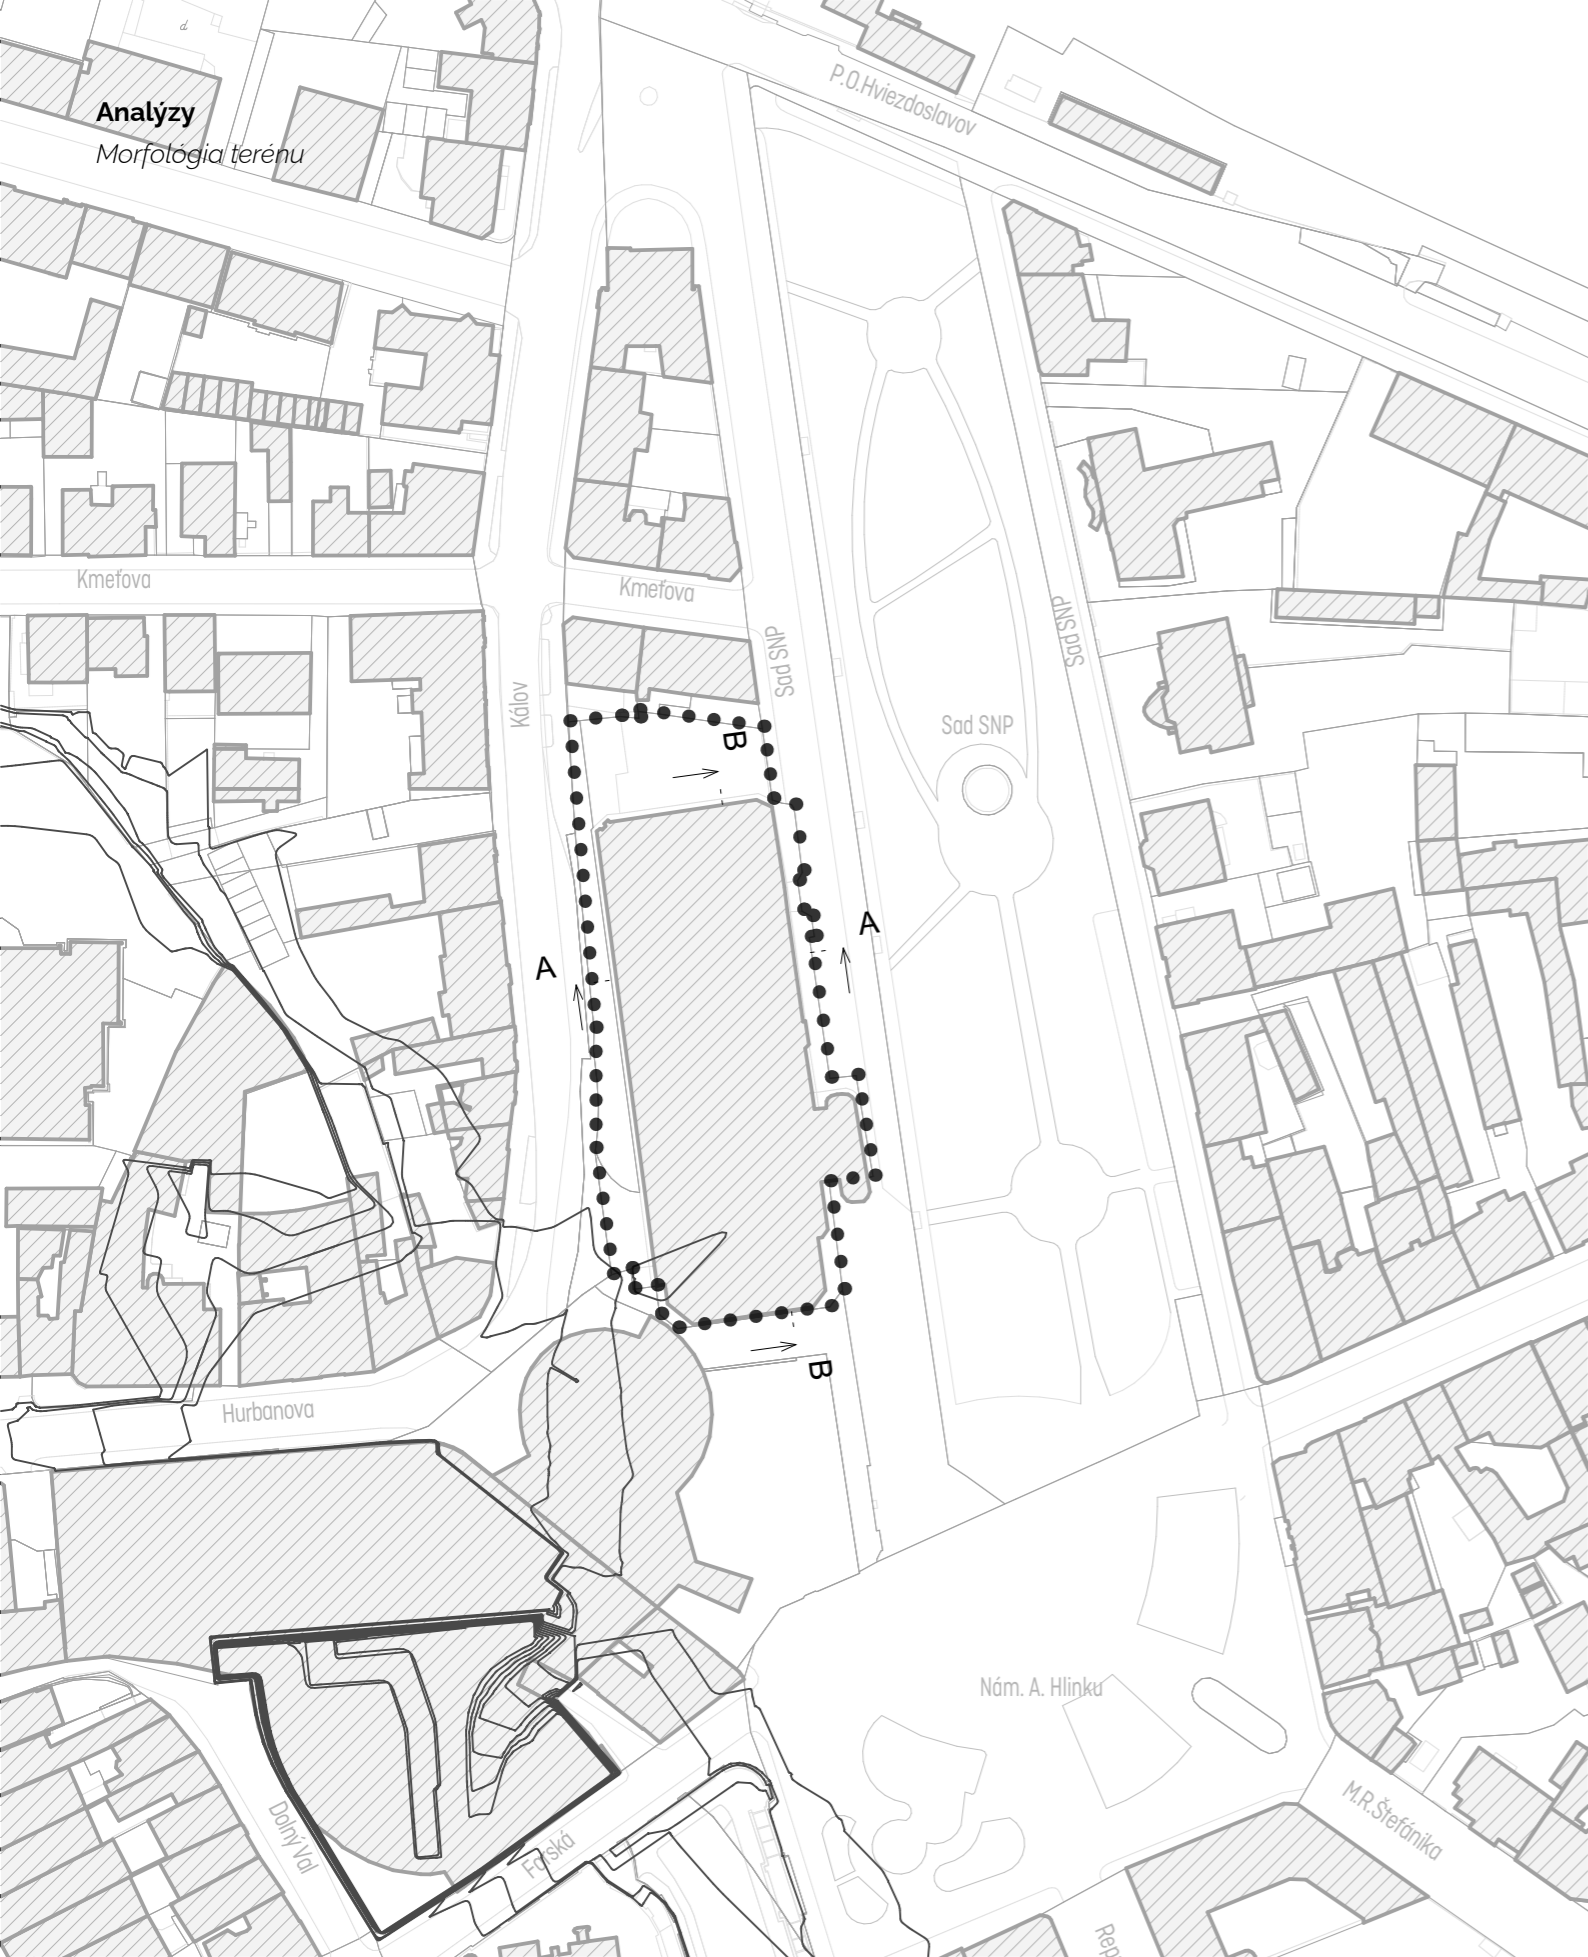 d
Analýzy
Morfológia terénu
P.O.Hviezdoslavov
Kmeťova
Kmeťova
Sad SNP
Sad SNP
Kálov
Sad SNP
B
A
A
B
Hurbanova
Nám. A. Hlinku
M.R.Štefánika
Dolný Val
Farská
Rep